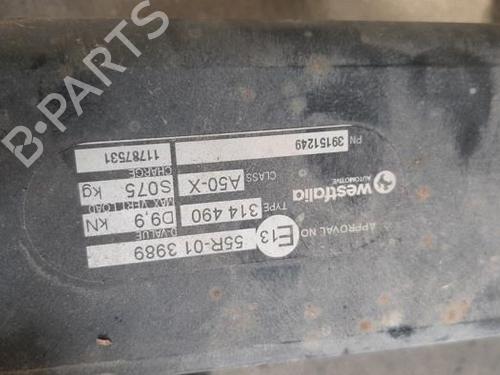 APPROVAL NO
E13
55R-01 3989
TYPE
314 490
D-VALUE
D9,9 kN
CLASS
A50-X
MAX VERT LOAD
S075 kg
westfalia
AUTOMOTIVE
PN
39151249
CHARGE
11787531
B-PARTS